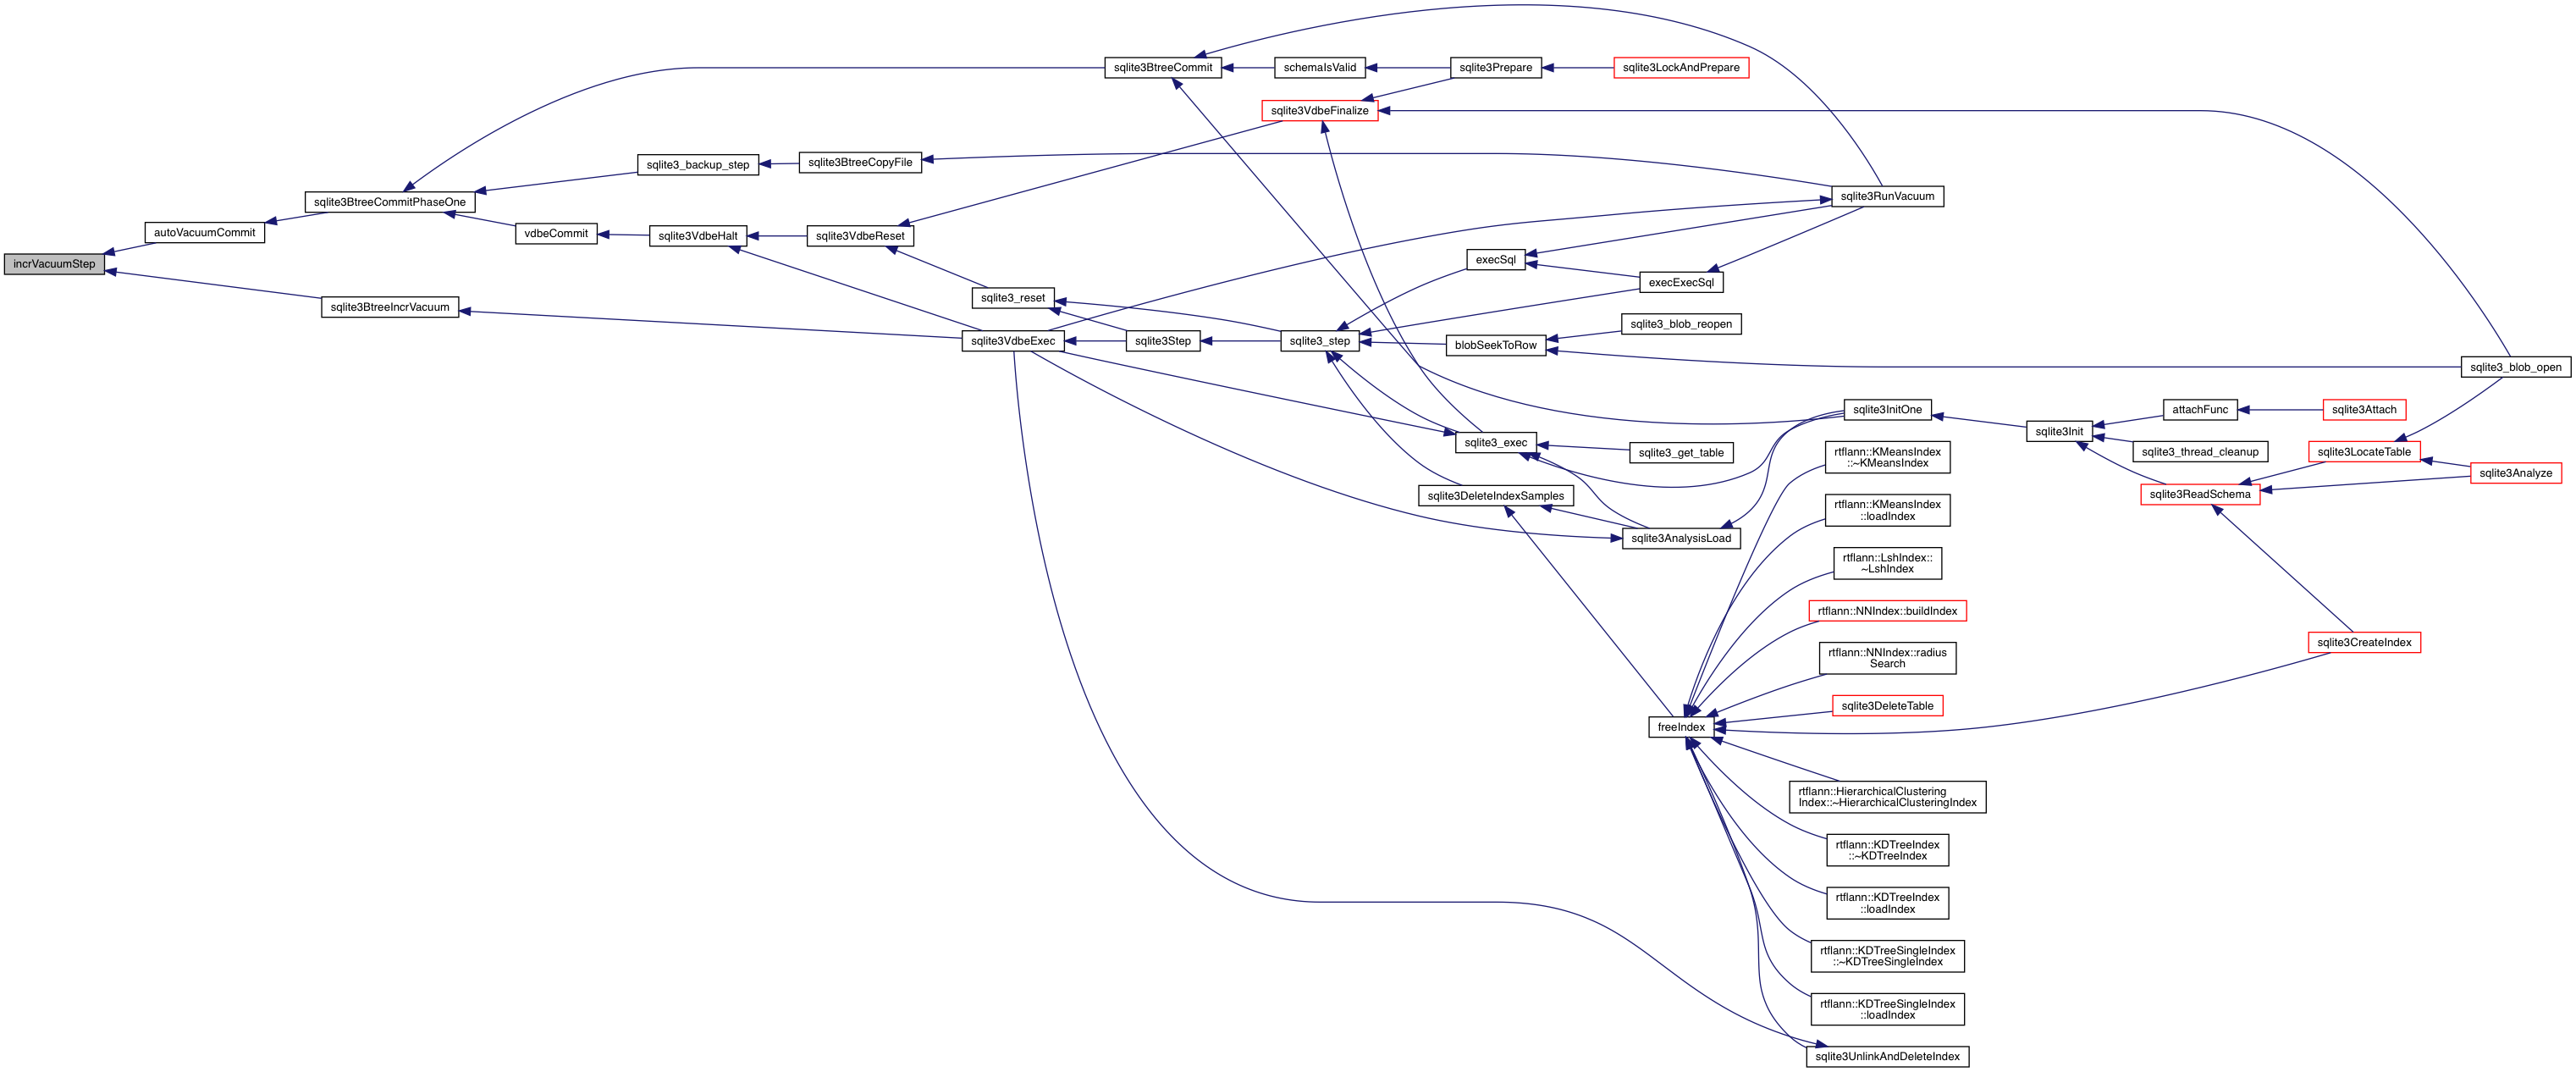 incrVacuumStep
autoVacuumCommit
sqlite3BtreeIncrVacuum
sqlite3BtreeCommitPhaseOne
sqlite3_backup_step
vdbeCommit
sqlite3BtreeCopyFile
sqlite3VdbeHalt
sqlite3VdbeReset
sqlite3_reset
sqlite3VdbeExec
sqlite3BtreeCommit
sqlite3Step
schemaIsValid
sqlite3VdbeFinalize
sqlite3_step
sqlite3Prepare
execSql
blobSeekToRow
sqlite3_exec
sqlite3DeleteIndexSamples
sqlite3LockAndPrepare
execExecSql
sqlite3_blob_reopen
sqlite3_get_table
sqlite3AnalysisLoad
freeIndex
sqlite3RunVacuum
sqlite3InitOne
rtflann::KMeansIndex
::~KMeansIndex
rtflann::KMeansIndex
::loadIndex
rtflann::LshIndex::
~LshIndex
rtflann::NNIndex::buildIndex
rtflann::NNIndex::radius
Search
sqlite3DeleteTable
rtflann::HierarchicalClustering
Index::~HierarchicalClusteringIndex
rtflann::KDTreeIndex
::~KDTreeIndex
rtflann::KDTreeIndex
::loadIndex
rtflann::KDTreeSingleIndex
::~KDTreeSingleIndex
rtflann::KDTreeSingleIndex
::loadIndex
sqlite3UnlinkAndDeleteIndex
sqlite3Init
attachFunc
sqlite3_thread_cleanup
sqlite3ReadSchema
sqlite3Attach
sqlite3LocateTable
sqlite3CreateIndex
sqlite3_blob_open
sqlite3Analyze